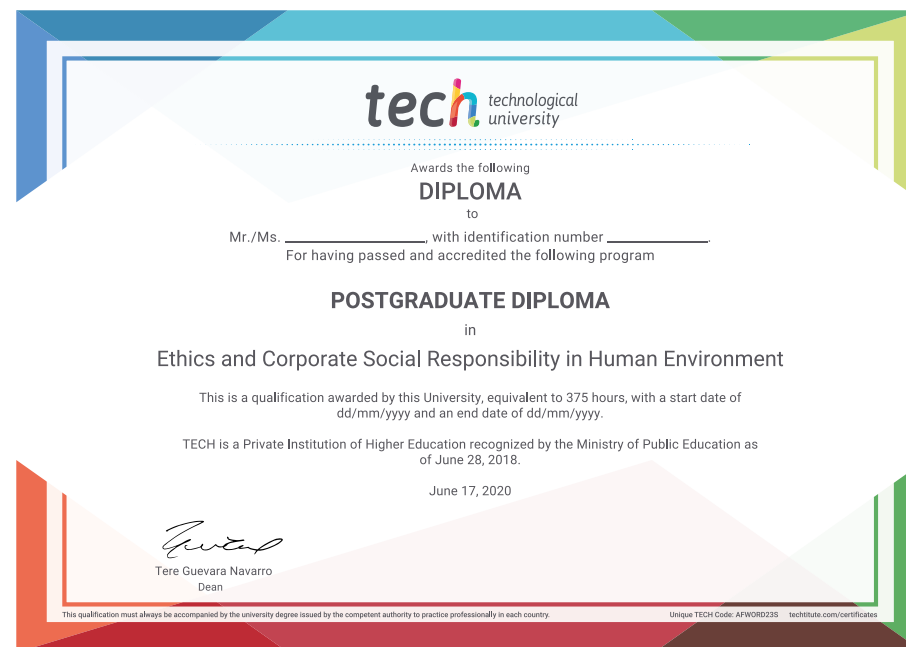 tech technological
university
Awards the following
DIPLOMA
to
Mr./Ms. ____________________, with identification number ______________.
For having passed and accredited the following program
POSTGRADUATE DIPLOMA
in
Ethics and Corporate Social Responsibility in Human Environment
This is a qualification awarded by this University, equivalent to 375 hours, with a start date of
dd/mm/yyyy and an end date of dd/mm/yyyy.
TECH is a Private Institution of Higher Education recognized by the Ministry of Public Education as
of June 28, 2018.
June 17, 2020
Tere Guevara Navarro
Dean
This qualification must always be accompanied by the university degree issued by the competent authority to practice professionally in each country.
Unique TECH Code: AFWORD23S techtitute.com/certificates